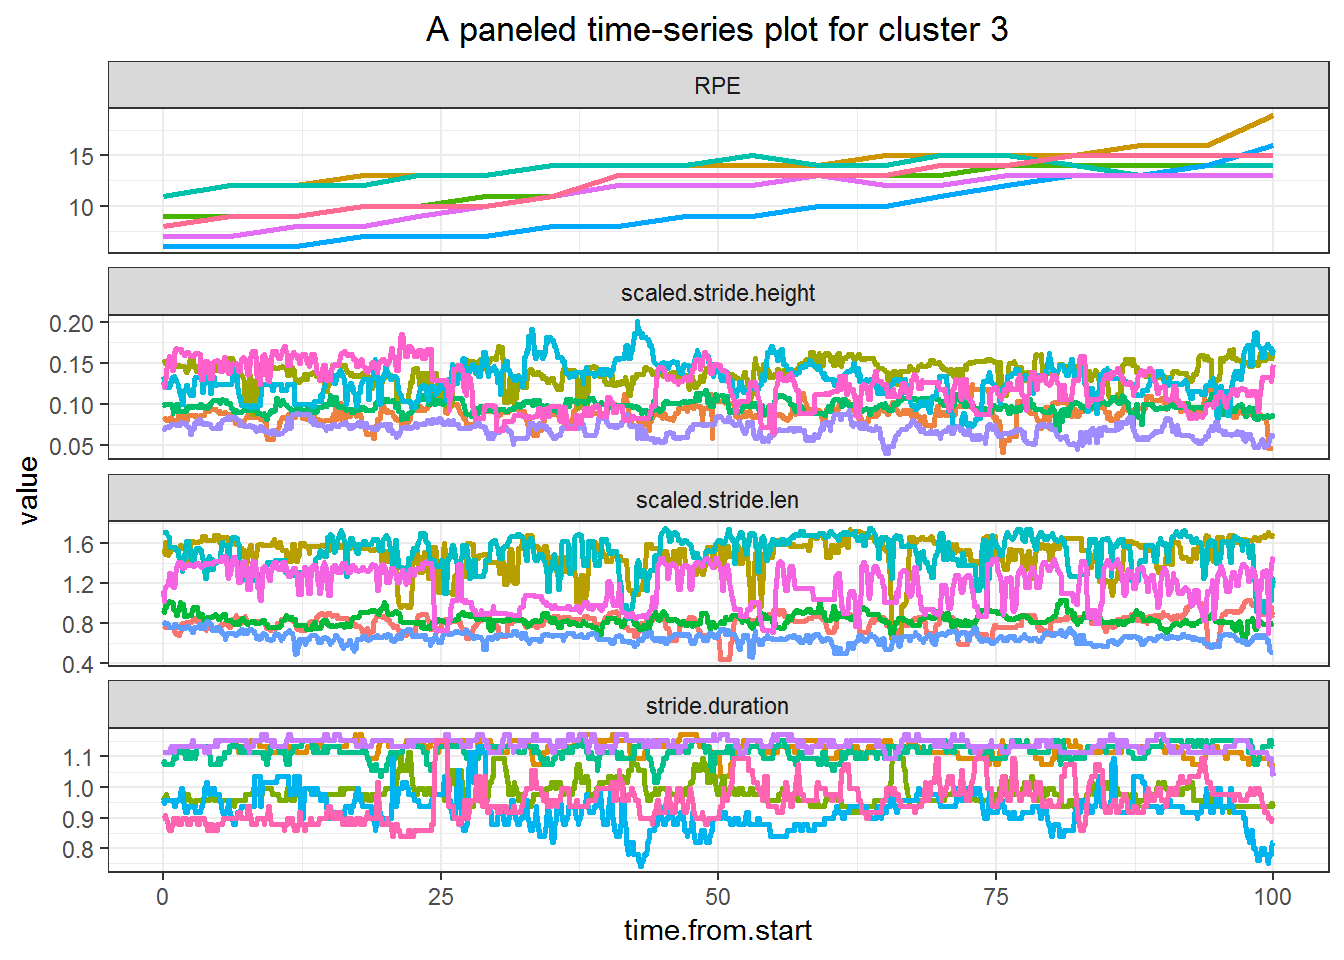 A paneled time-series plot for cluster 3
RPE
15
10
scaled.stride.height
0.20
0.15
0.10
0.05
scaled.stride.len
1.6
1.2
0.8
0.4
stride.duration
1.1
1.0
0.9
0.8
value
0 25 50 75 100
time.from.start